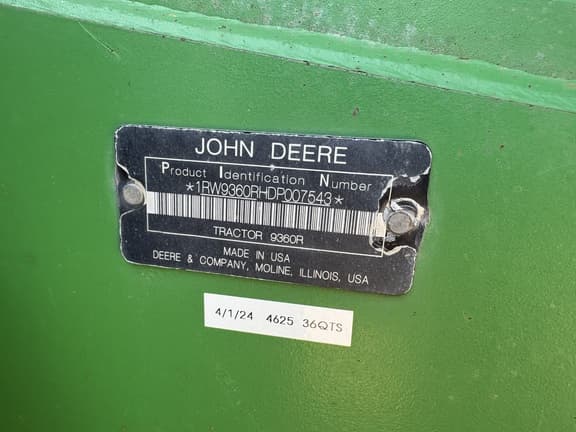 JOHN DEERE
Product Identification Number
*1RW9360RHDP007543*
TRACTOR 9360R
MADE IN USA
DEERE & COMPANY, MOLINE, ILLINOIS, USA
4/1/24 4625 36QTS